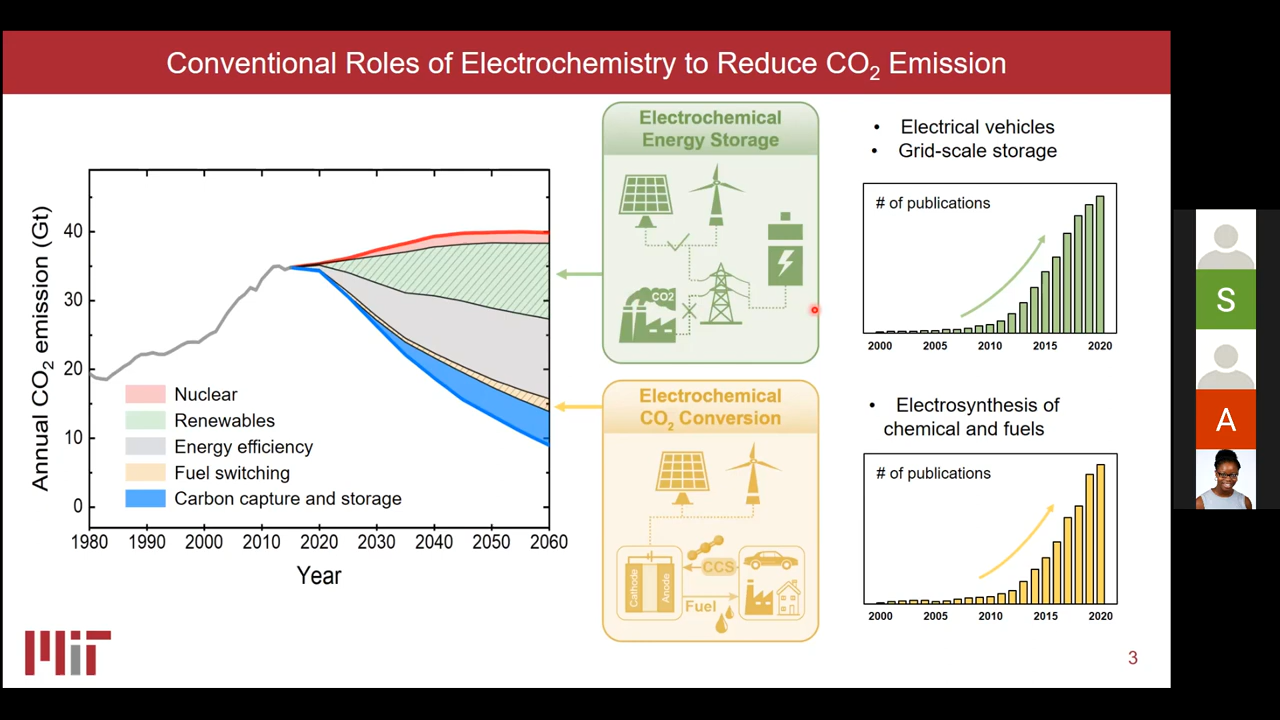 Conventional Roles of Electrochemistry to Reduce CO₂ Emission
Annual CO₂ emission (Gt)
40
30
20
10
0
Nuclear
Renewables
Energy efficiency
Fuel switching
Carbon capture and storage
1980 1990 2000 2010 2020 2030 2040 2050 2060
Year
Electrochemical
Energy Storage
CO2
Electrochemical
CO₂ Conversion
Cathode
Anode
CCS
Fuel
• Electrical vehicles
• Grid-scale storage
# of publications
2000 2005 2010 2015 2020
• Electrosynthesis of
chemical and fuels
# of publications
2000 2005 2010 2015 2020
MIT
3
S
A